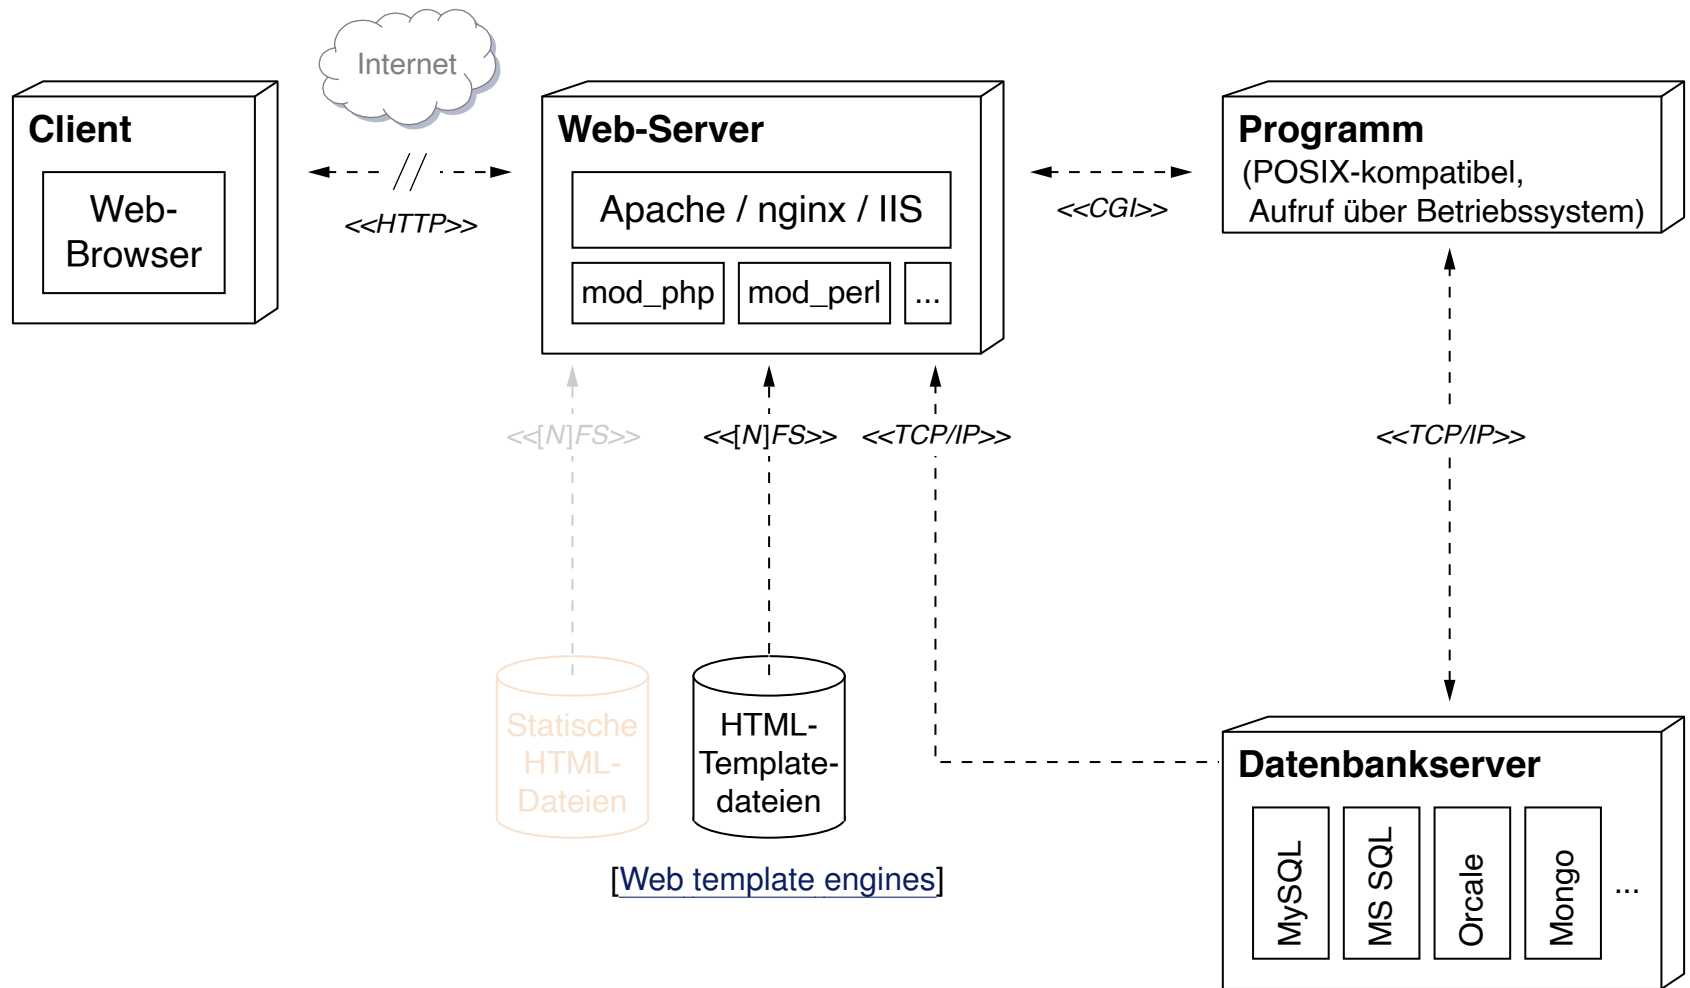 Internet
Client
Web-
Browser
<<HTTP>>
Web-Server
Apache / nginx / IIS
mod_php
mod_perl
...
<<CGI>>
Programm
(POSIX-kompatibel,
Aufruf über Betriebssystem)
<<[N]FS>>
<<[N]FS>>
<<TCP/IP>>
<<TCP/IP>>
Statische
HTML-
Dateien
HTML-
Template-
dateien
[Web template engines]
Datenbankserver
MySQL
MS SQL
Orcale
Mongo
...